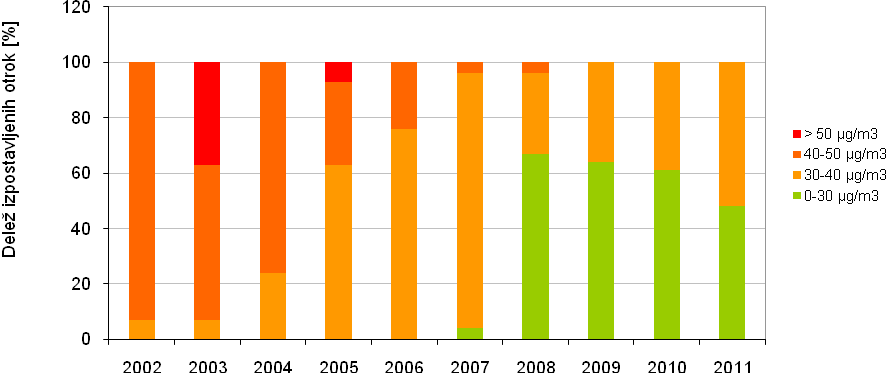 Delež izpostavljenih otrok [%]
120
100
80
60
40
20
0
2002 2003 2004 2005 2006 2007 2008 2009 2010 2011
> 50 µg/m3
40-50 µg/m3
30-40 µg/m3
0-30 µg/m3